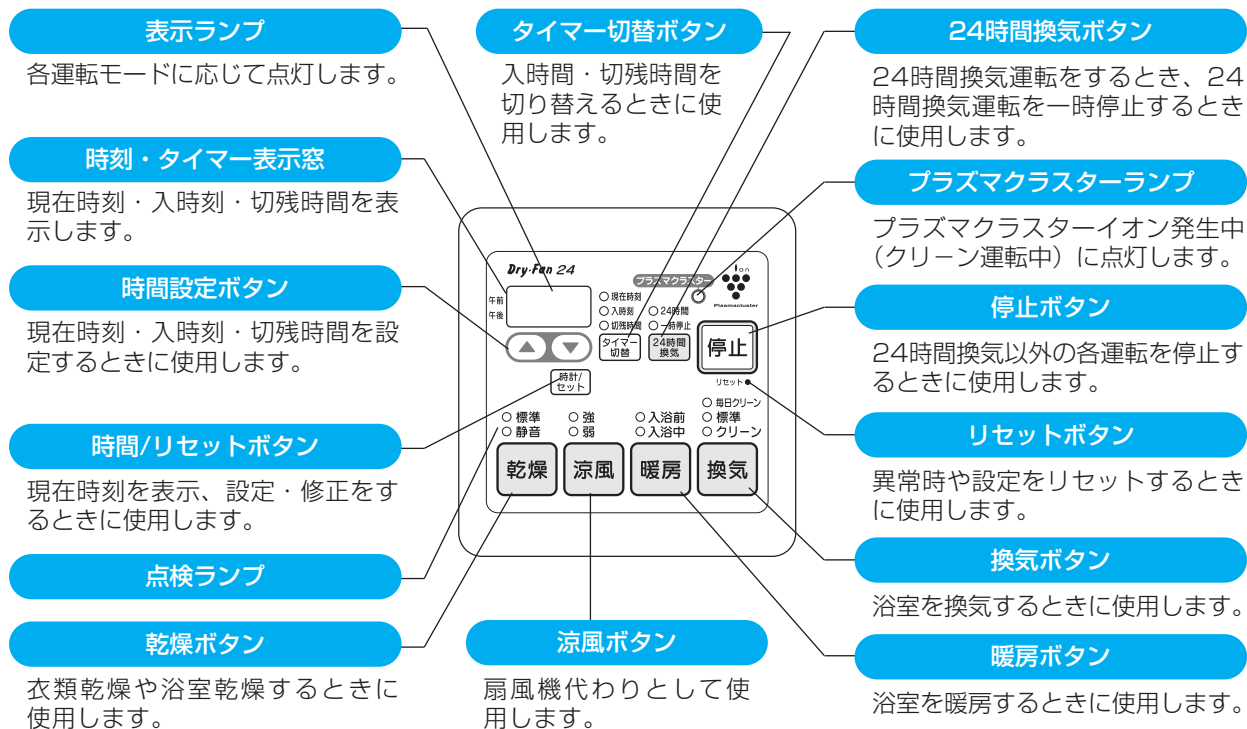 表示ランプ
各運転モードに応じて点灯します。
時刻・タイマー表示窓
現在時刻・入時刻・切残時間を表
示します。
時間設定ボタン
現在時刻・入時刻・切残時間を設
定するときに使用します。
時間/リセットボタン
現在時刻を表示、設定・修正をす
るときに使用します。
点検ランプ
乾燥ボタン
衣類乾燥や浴室乾燥するときに
使用します。
タイマー切替ボタン
入時間・切残時間を
切り替えるときに使
用します。
Dry・Fan 24
プラズマクラスター
Ion
Plasmacluster
午前
午後
現在時刻
入時刻
切残時間
24時間
一時停止
タイマー
切替
24時間
換気
停止
時計/
セット
リセット
標準
静音
強
弱
入浴前
入浴中
毎日クリーン
標準
クリーン
乾燥
涼風
暖房
換気
涼風ボタン
扇風機代わりとして使
用します。
24時間換気ボタン
24時間換気運転をするとき、24
時間換気運転を一時停止するとき
に使用します。
プラズマクラスターランプ
プラズマクラスターイオン発生中
（クリーン運転中）に点灯します。
停止ボタン
24時間換気以外の各運転を停止す
るときに使用します。
リセットボタン
異常時や設定をリセットするとき
に使用します。
換気ボタン
浴室を換気するときに使用します。
暖房ボタン
浴室を暖房するときに使用します。